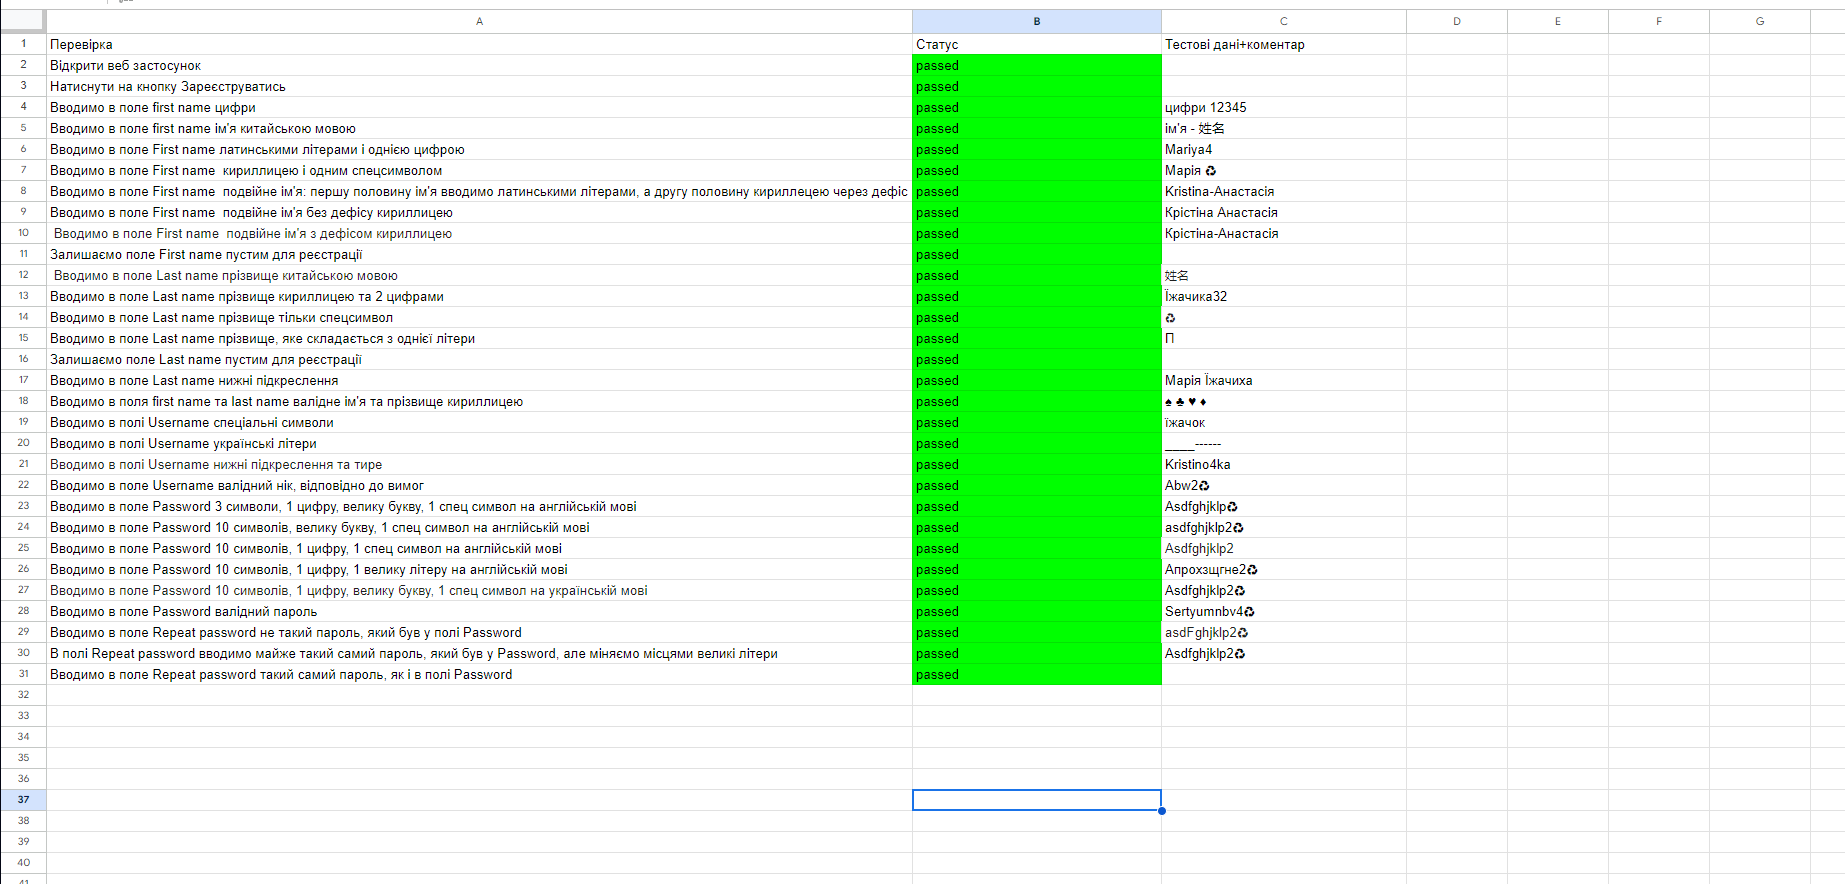 A B C D E F G
1 Перевірка Статус Тестові дані+коментар
2 Відкрити веб застосунок passed
3 Натиснути на кнопку Зареєструватись passed
4 Вводимо в поле first name цифри passed цифри 12345
5 Вводимо в поле first name ім'я китайською мовою passed ім'я - 姓名
6 Вводимо в поле First name латинськими літерами і однією цифрою passed Mariya4
7 Вводимо в поле First name  кириллицею і одним спецсимволом passed Марія ♻
8 Вводимо в поле First name  подвійне ім'я: першу половину ім'я вводимо латинськими літерами, а другу половину кириллецею через дефіс passed Kristina-Анастасія
9 Вводимо в поле First name  подвійне ім'я без дефісу кириллицею passed Крістіна Анастасія
10 Вводимо в поле First name  подвійне ім'я з дефісом кириллицею passed Крістіна-Анастасія
11 Залишаємо поле First name пустим для реєстрації passed
12 Вводимо в поле Last name прізвище китайською мовою passed 姓名
13 Вводимо в поле Last name прізвище кириллицею та 2 цифрами passed Їжачика32
14 Вводимо в поле Last name прізвище тільки спецсимвол passed ♻
15 Вводимо в поле Last name прізвище, яке складається з однієї літери passed П
16 Залишаємо поле Last name пустим для реєстрації passed
17 Вводимо в поле Last name нижні підкреслення passed Марія Їжачиха
18 Вводимо в поля first name та last name валідне ім'я та прізвище кириллицею passed ♠ ♣ ♥ ♦
19 Вводимо в полі Username спеціальні символи passed їжачок
20 Вводимо в полі Username українські літери passed ____------
21 Вводимо в полі Username нижні підкреслення та тире passed Kristino4ka
22 Вводимо в поле Username валідний нік, відповідно до вимог passed Abw2♻
23 Вводимо в поле Password 3 символи, 1 цифру, велику букву, 1 спец символ на англійській мові passed Asdfghjklp♻
24 Вводимо в поле Password 10 символів, велику букву, 1 спец символ на англійській мові passed asdfghjklp2♻
25 Вводимо в поле Password 10 символів, 1 цифру, 1 спец символ на англійській мові passed Asdfghjklp2
26 Вводимо в поле Password 10 символів, 1 цифру, 1 велику літеру на англійській мові passed Апрохзщгне2♻
27 Вводимо в поле Password 10 символів, 1 цифру, велику букву, 1 спец символ на українській мові passed Asdfghjklp2♻
28 Вводимо в поле Password валідний пароль passed Sertyumnbv4♻
29 Вводимо в поле Repeat password не такий пароль, який був у полі Password passed asdFghjklp2♻
30 В полі Repeat password вводимо майже такий самий пароль, який був у Password, але міняємо місцями великі літери passed Asdfghjklp2♻
31 Вводимо в поле Repeat password такий самий пароль, як і в полі Password passed
32
33
34
35
36
37
38
39
40
41